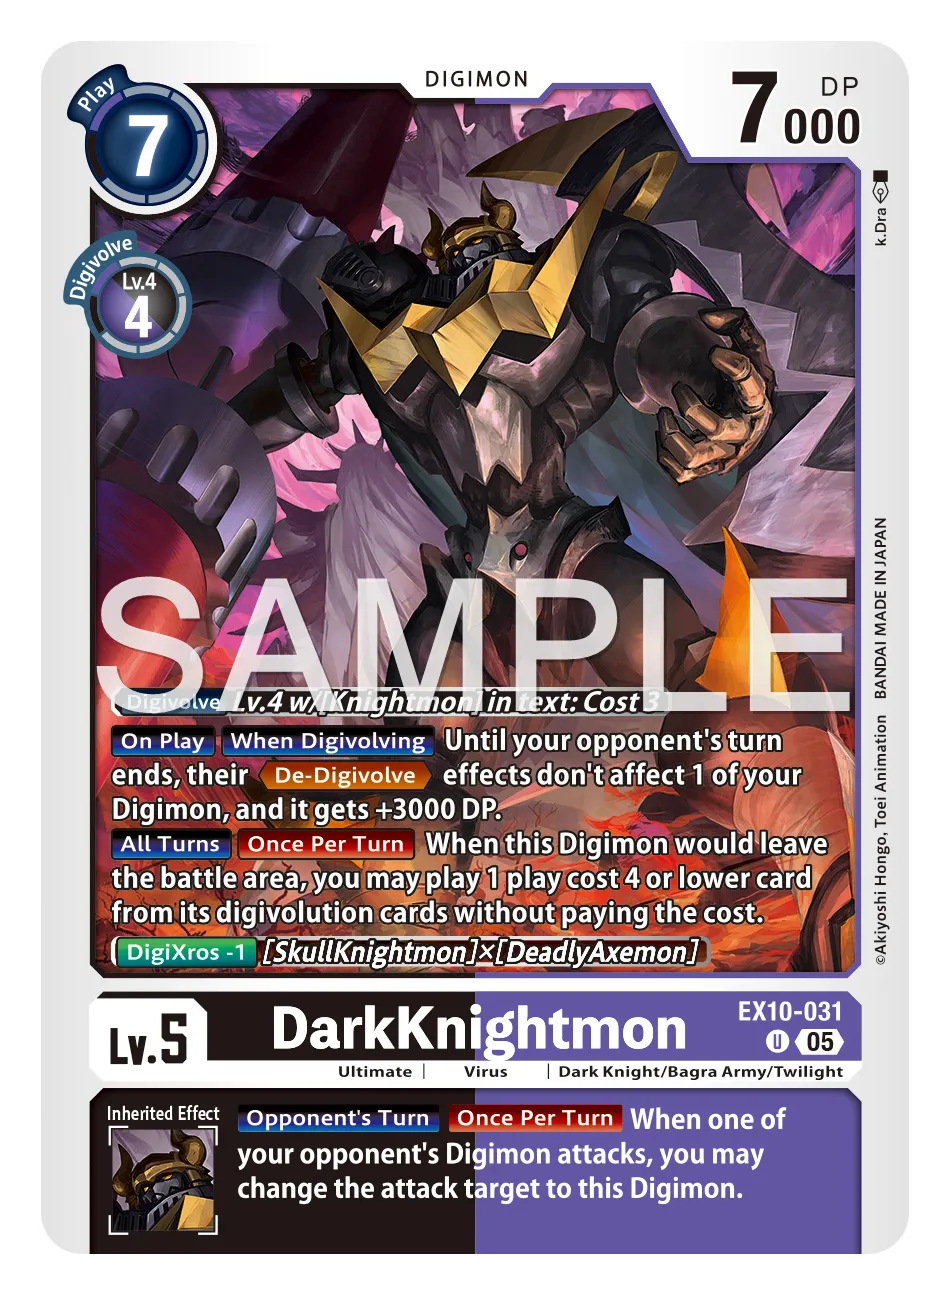 DIGIMON
Play
7
DP
7000
Digivolve
Lv.4
4
k.Dra
SAMPLE
Digivolve Lv.4 w/[Knightmon] in text: Cost 3
On Play When Digivolving Until your opponent's turn
ends, their De-Digivolve effects don't affect 1 of your
Digimon, and it gets +3000 DP.
All Turns Once Per Turn When this Digimon would leave
the battle area, you may play 1 play cost 4 or lower card
from its digivolution cards without paying the cost.
DigiXros -1 [SkullKnightmon]×[DeadlyAxemon]
©Akiyoshi Hongo, Toei Animation BANDAI MADE IN JAPAN
Lv.5
DarkKnightmon
EX10-031
U 05
Ultimate | Virus | Dark Knight/Bagra Army/Twilight
Inherited Effect
Opponent's Turn Once Per Turn When one of
your opponent's Digimon attacks, you may
change the attack target to this Digimon.